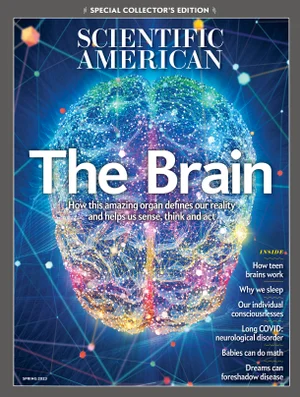 SPECIAL COLLECTOR'S EDITION
SCIENTIFIC
AMERICAN
The Brain
How this amazing organ defines our reality
and helps us sense, think and act
INSIDE
How teen
brains work
Why we sleep
Our individual
consciousnesses
Long COVID:
neurological disorder
Babies can do math
Dreams can
foreshadow disease
SPRING 2022